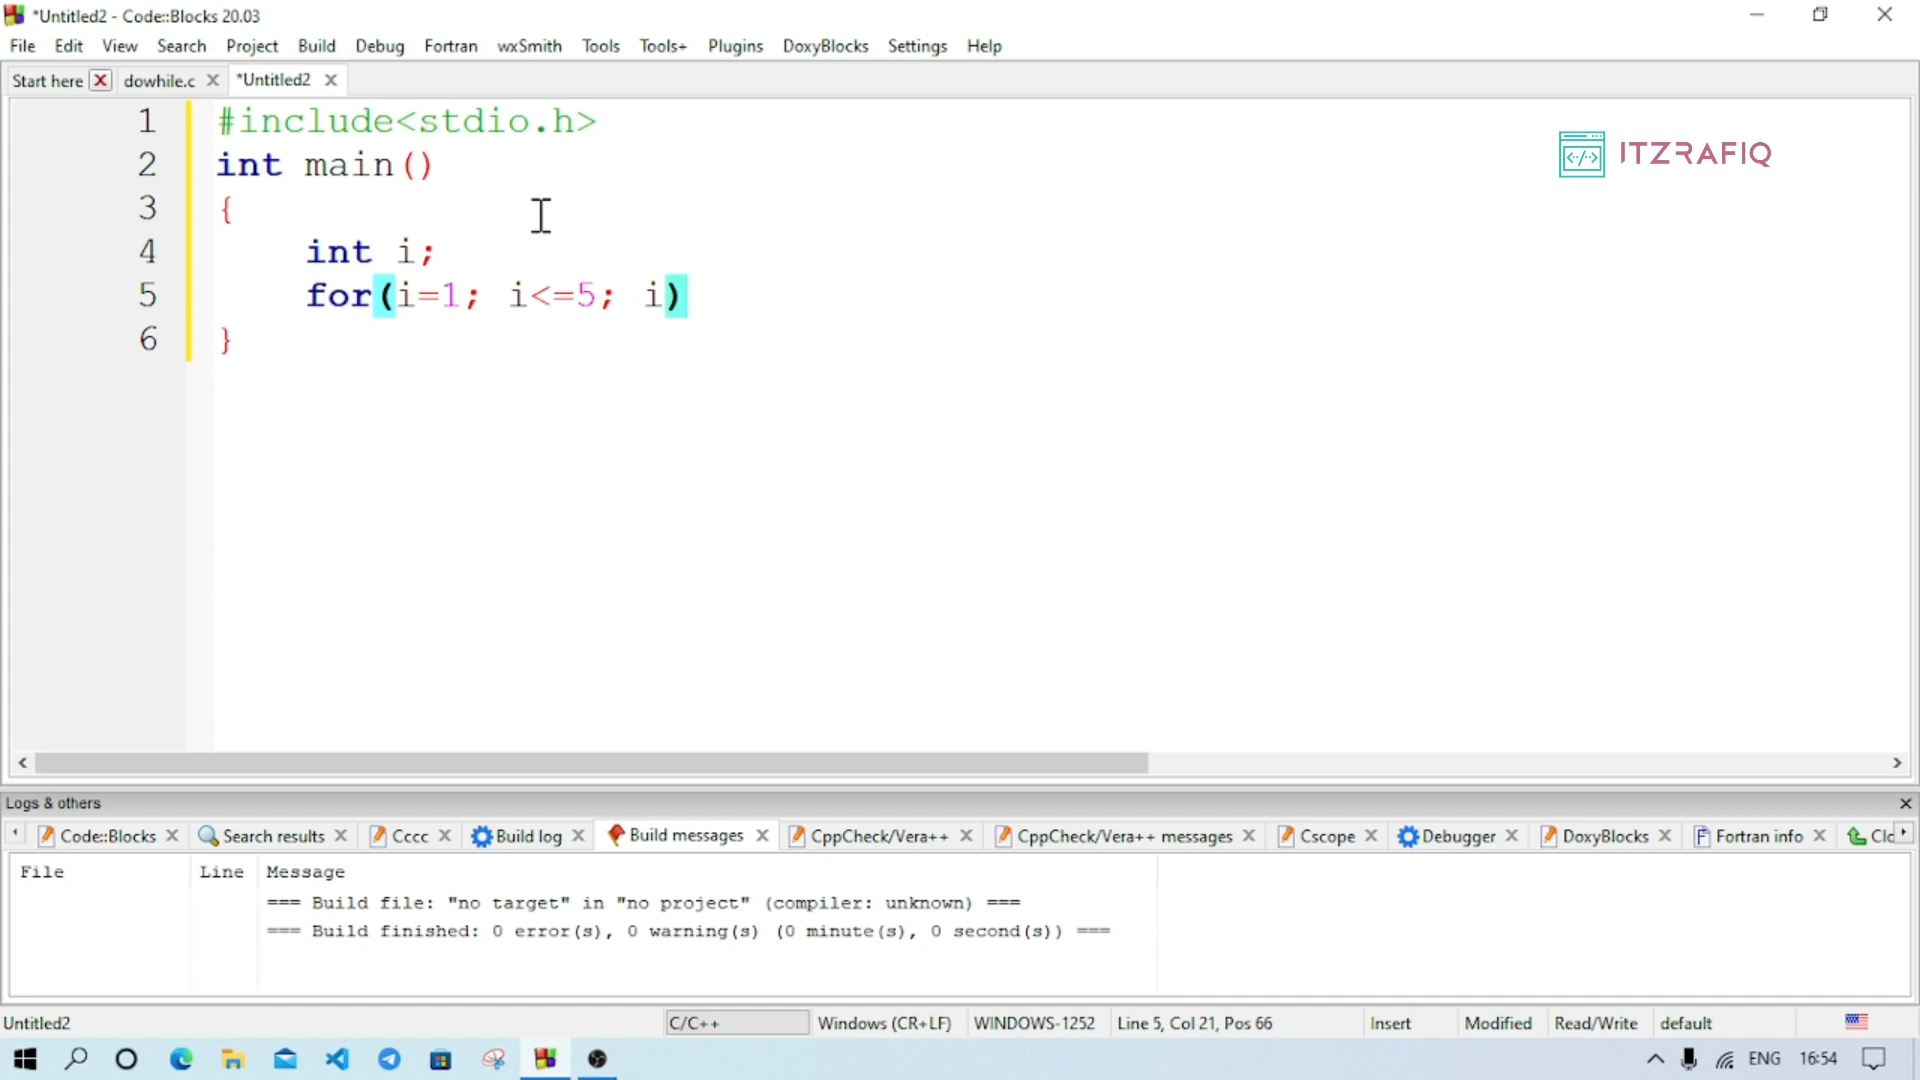 *Untitled2 - Code::Blocks 20.03
File Edit View Search Project Build Debug Fortran wxSmith Tools Tools+ Plugins DoxyBlocks Settings Help
Start here dowhile.c *Untitled2
1 #include<stdio.h>
2 int main()
3 {
4 int i;
5 for(i=1; i<=5; i)
6 }
ITZRAFIQ
Logs & others
Code::Blocks Search results Cccc Build log Build messages CppCheck/Vera++ CppCheck/Vera++ messages Cscope Debugger DoxyBlocks Fortran info Clc
File Line Message
=== Build file: "no target" in "no project" (compiler: unknown) ===
=== Build finished: 0 error(s), 0 warning(s) (0 minute(s), 0 second(s)) ===
Untitled2 C/C++ Windows (CR+LF) WINDOWS-1252 Line 5, Col 21, Pos 66 Insert Modified Read/Write default
ENG 16:54